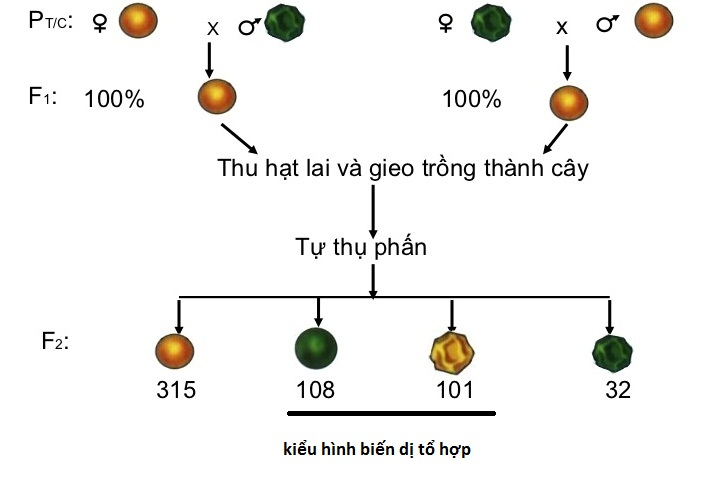 PT/C: ♀ x ♂ ♀ x ♂
F1: 100% 100%
Thu hạt lai và gieo trồng thành cây
Tự thụ phấn
F2:
315 108 101 32
kiểu hình biến dị tổ hợp